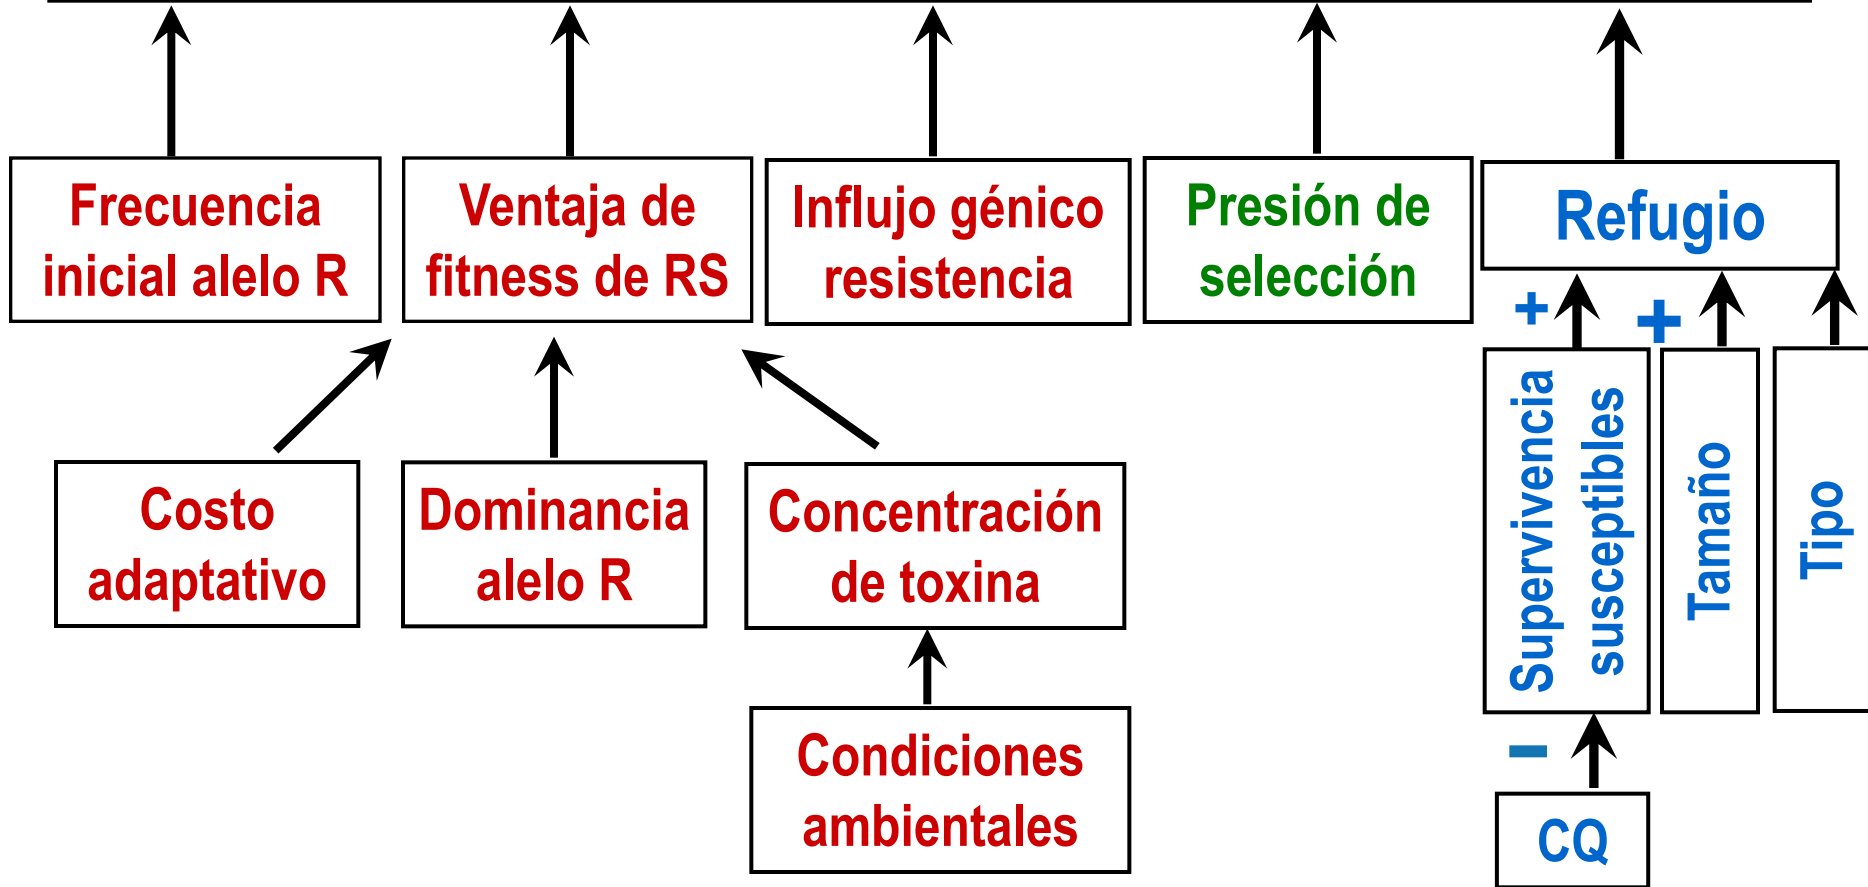 Frecuencia
inicial alelo R
Ventaja de
fitness de RS
Influjo génico
resistencia
Presión de
selección
Refugio
+
+
Costo
adaptativo
Dominancia
alelo R
Concentración
de toxina
Supervivencia
susceptibles
Tamaño
Tipo
-
Condiciones
ambientales
CQ